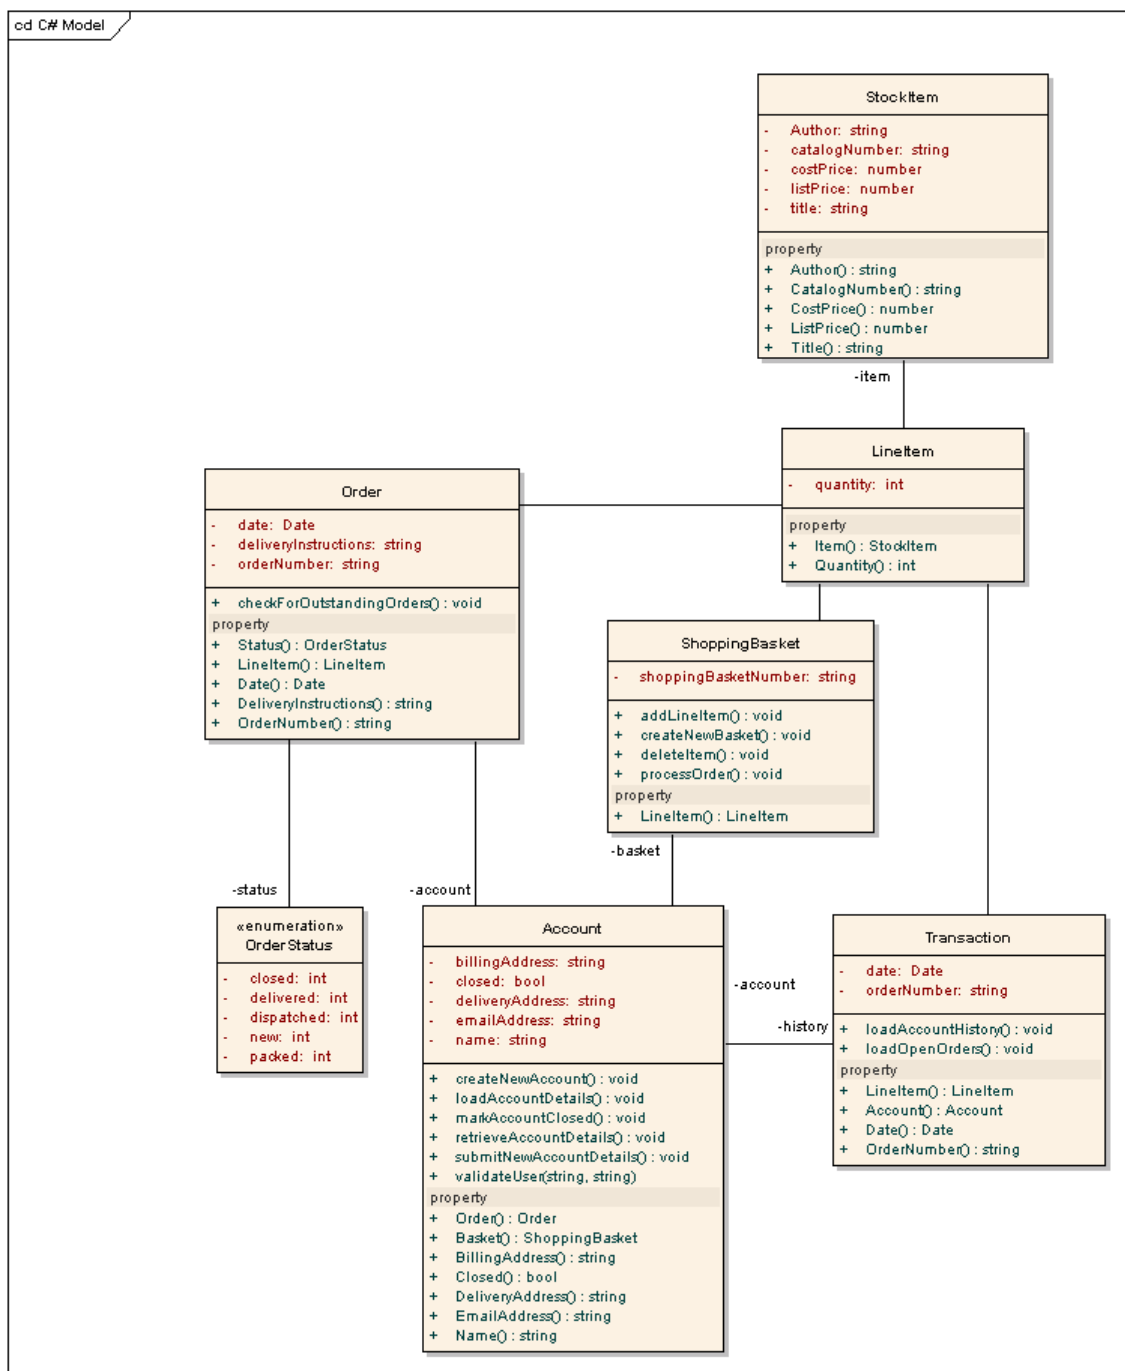 cd C# Model
StockItem
- Author: string
- catalogNumber: string
- costPrice: number
- listPrice: number
- title: string
property
+ Author() : string
+ CatalogNumber() : string
+ CostPrice() : number
+ ListPrice() : number
+ Title() : string
-item
LineItem
- quantity: int
property
+ Item() : StockItem
+ Quantity() : int
Order
- date: Date
- deliveryInstructions: string
- orderNumber: string
+ checkForOutstandingOrders() : void
property
+ Status() : OrderStatus
+ LineItem() : LineItem
+ Date() : Date
+ DeliveryInstructions() : string
+ OrderNumber() : string
ShoppingBasket
- shoppingBasketNumber: string
+ addLineItem() : void
+ createNewBasket() : void
+ deleteItem() : void
+ processOrder() : void
property
+ LineItem() : LineItem
-basket
-status
-account
«enumeration»
OrderStatus
- closed: int
- delivered: int
- dispatched: int
- new: int
- packed: int
Account
- billingAddress: string
- closed: bool
- deliveryAddress: string
- emailAddress: string
- name: string
+ createNewAccount() : void
+ loadAccountDetails() : void
+ markAccountClosed() : void
+ retrieveAccountDetails() : void
+ submitNewAccountDetails() : void
+ validateUser(string, string)
property
+ Order() : Order
+ Basket() : ShoppingBasket
+ BillingAddress() : string
+ Closed() : bool
+ DeliveryAddress() : string
+ EmailAddress() : string
+ Name() : string
-account
-history
Transaction
- date: Date
- orderNumber: string
+ loadAccountHistory() : void
+ loadOpenOrders() : void
property
+ LineItem() : LineItem
+ Account() : Account
+ Date() : Date
+ OrderNumber() : string